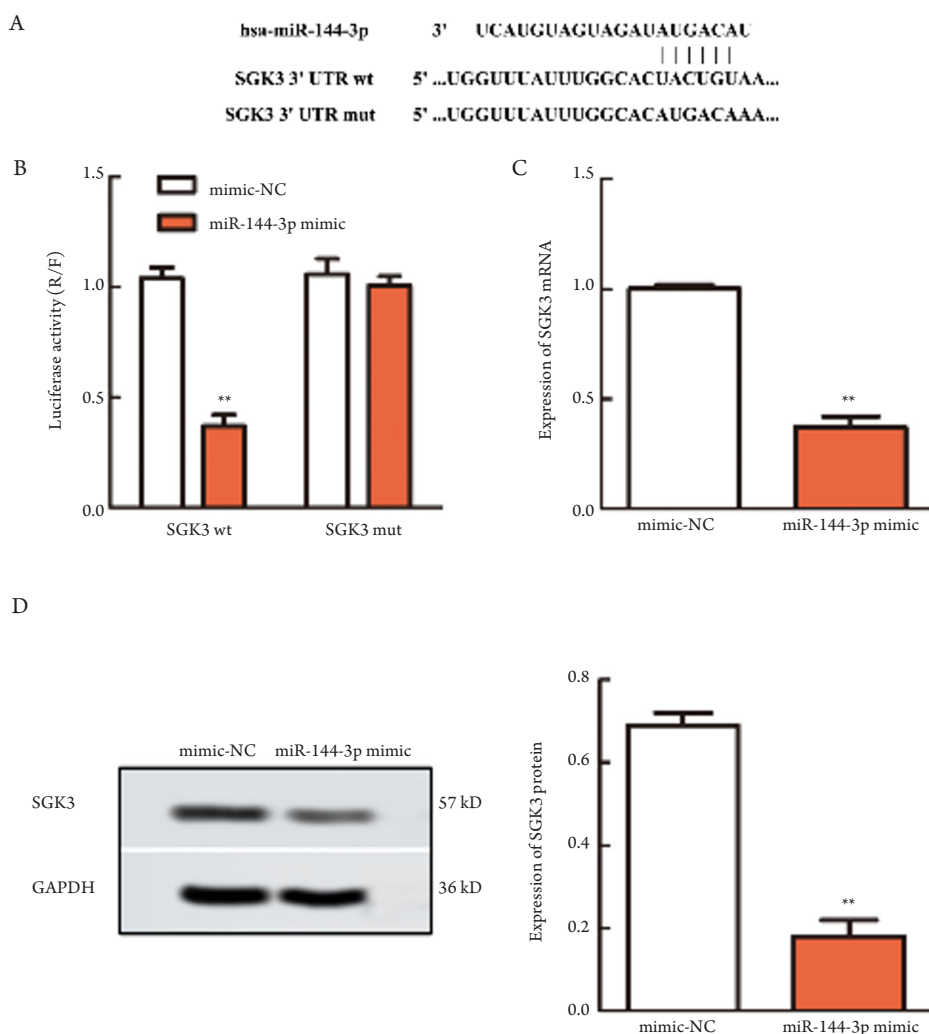 A
hsa-miR-144-3p 3' UCAUGUAGUAGAUAUGACAU
SGK3 3' UTR wt 5' ...UGGUUUAUUUGGCACUACUGUAA...
SGK3 3' UTR mut 5' ...UGGUUUAUUUGGCACAUGACAAA...
B
1.5
1.0
0.5
0.0
Luciferase activity (R/F)
mimic-NC
miR-144-3p mimic
**
SGK3 wt SGK3 mut
C
1.5
1.0
0.5
0.0
Expression of SGK3 mRNA
**
mimic-NC miR-144-3p mimic
D
mimic-NC miR-144-3p mimic
SGK3 57 kD
GAPDH 36 kD
0.8
0.6
0.4
0.2
0.0
Expression of SGK3 protein
**
mimic-NC miR-144-3p mimic